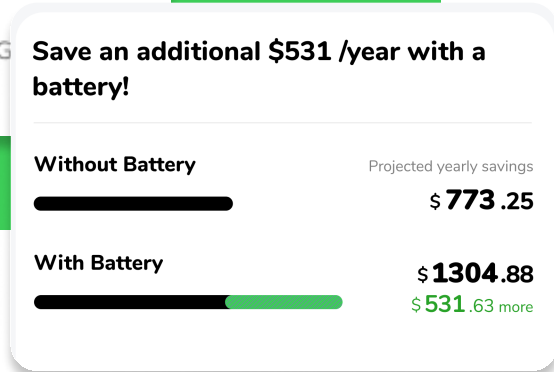 Save an additional $531 /year with a
battery!
Without Battery
Projected yearly savings
$773.25
With Battery
$1304.88
$531.63 more